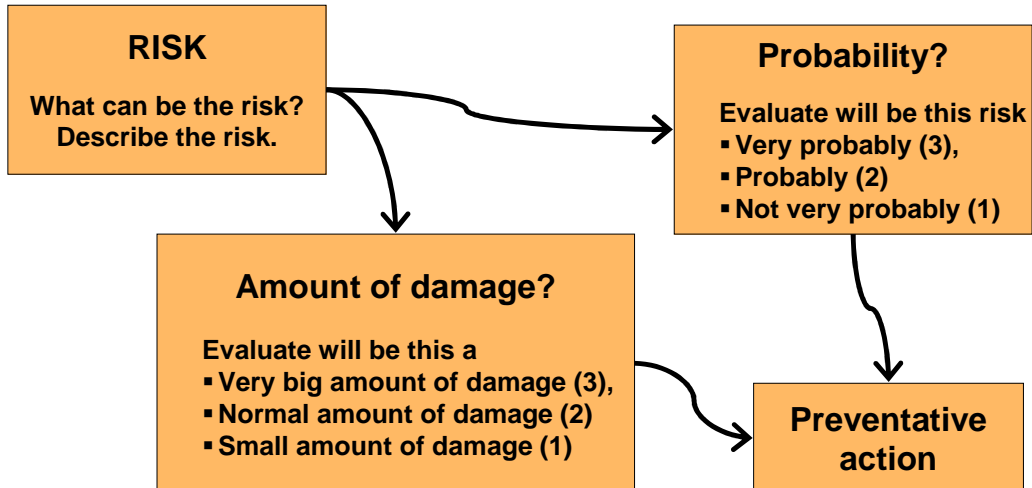 RISK
What can be the risk?
Describe the risk.
Probability?
Evaluate will be this risk
▪ Very probably (3),
▪ Probably (2)
▪ Not very probably (1)
Amount of damage?
Evaluate will be this a
▪ Very big amount of damage (3),
▪ Normal amount of damage (2)
▪ Small amount of damage (1)
Preventative
action